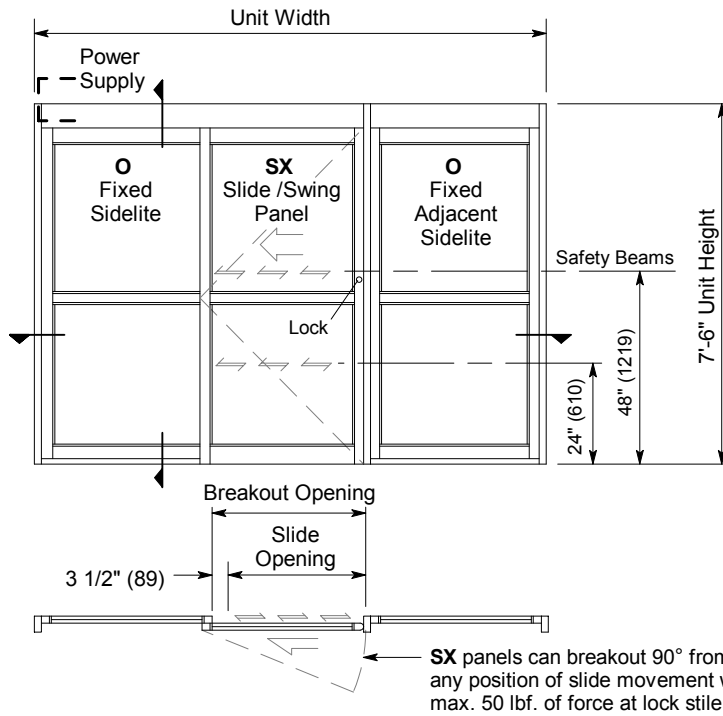 Unit Width
Power
Supply
O
Fixed
Sidelite
SX
Slide /Swing
Panel
O
Fixed
Adjacent
Sidelite
Safety Beams
Lock
7'-6" Unit Height
48" (1219)
24" (610)
Breakout Opening
Slide
Opening
3 1/2" (89)
SX panels can breakout 90° from
any position of slide movement w
max. 50 lbf. of force at lock stile